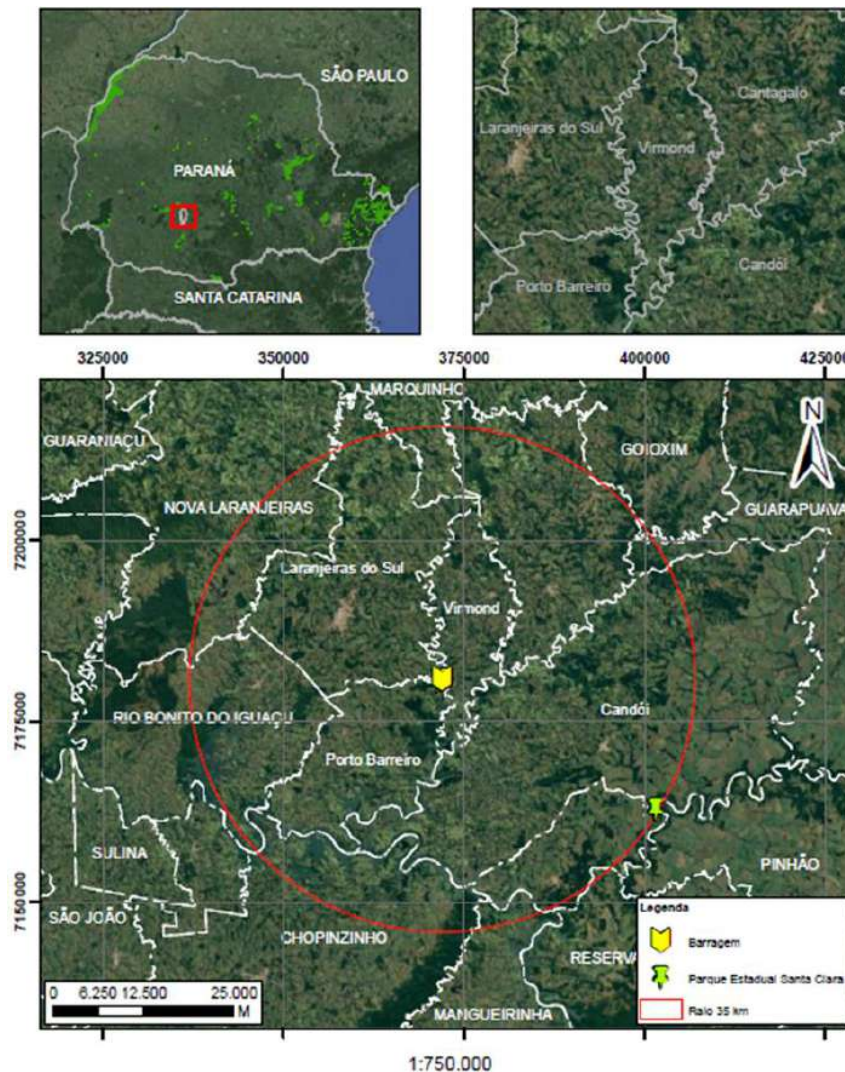 SÃO PAULO
PARANÁ
SANTA CATARINA
Cantagalo
Laranjeiras do Sul
Virmond
Candói
Porto Barreiro
325000 350000 375000 400000 425000
MARQUINHO
GUARANIAÇU
GOIOXIM
N
NOVA LARANJEIRAS
GUARAPUAVA
7200000
Laranjeiras do Sul
Virmond
Candói
RIO BONITO DO IGUAÇU
7175000
Porto Barreiro
SULINA
PINHÃO
7150000
SÃO JOÃO
CHOPINZINHO
RESERVA
MANGUEIRINHA
Legenda
Barragem
Parque Estadual Santa Clara
Raio 35 km
0 6.250 12.500 25.000
M
1:750.000